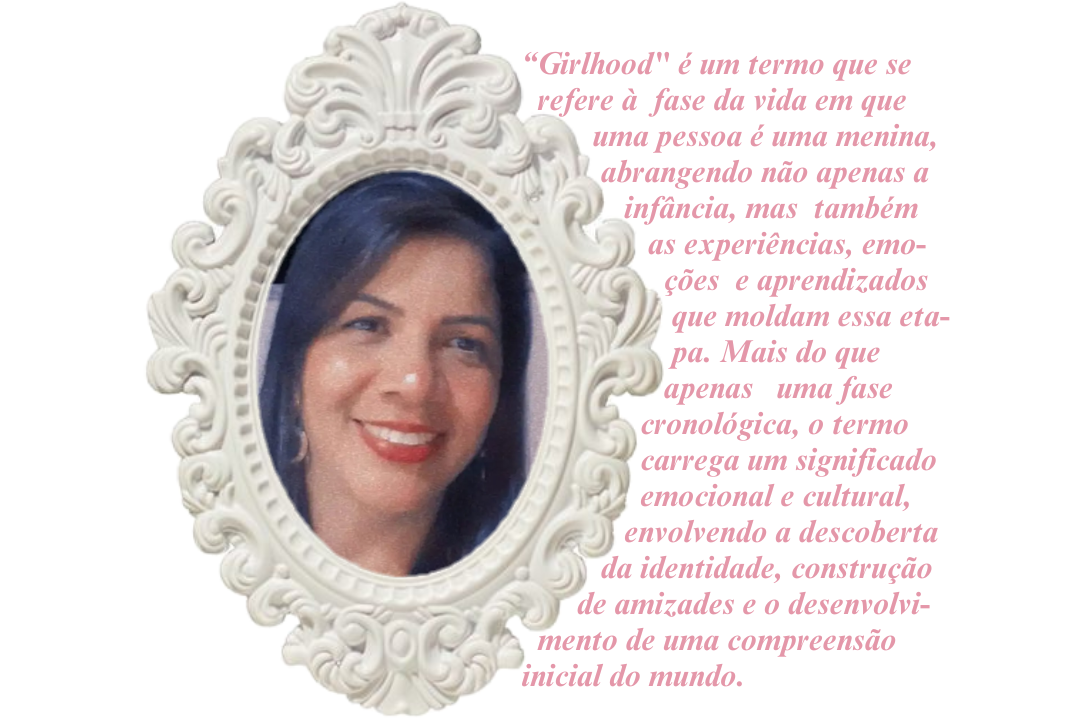 “Girlhood" é um termo que se
refere à fase da vida em que
uma pessoa é uma menina,
abrangendo não apenas a
infância, mas também
as experiências, emo-
ções e aprendizados
que moldam essa eta-
pa. Mais do que
apenas uma fase
cronológica, o termo
carrega um significado
emocional e cultural,
envolvendo a descoberta
da identidade, construção
de amizades e o desenvolvi-
mento de uma compreensão
inicial do mundo.